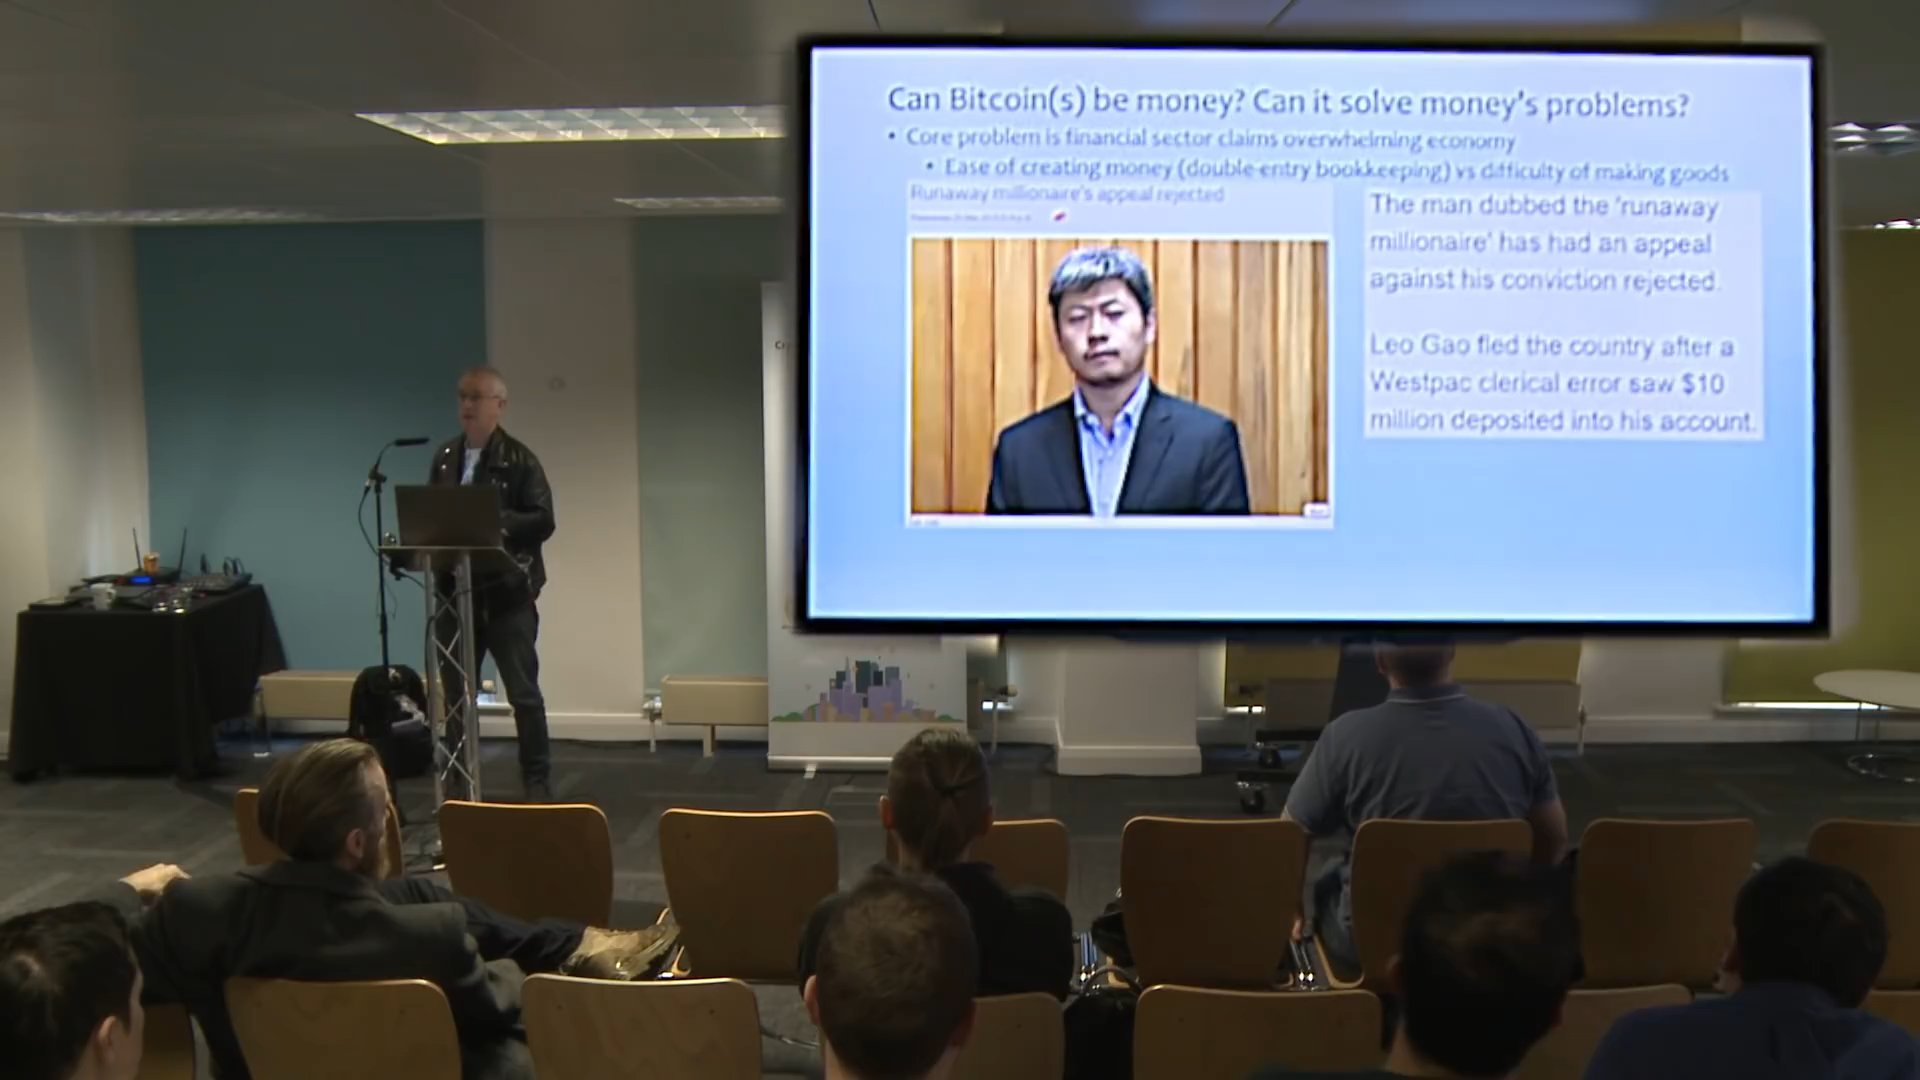 Can Bitcoin(s) be money? Can it solve money's problems?
• Core problem is financial sector claims overwhelming economy
• Ease of creating money (double-entry bookkeeping) vs difficulty of making goods
Runaway millionaire's appeal rejected
The man dubbed the 'runaway
millionaire' has had an appeal
against his conviction rejected.
Leo Gao fled the country after a
Westpac clerical error saw $10
million deposited into his account.